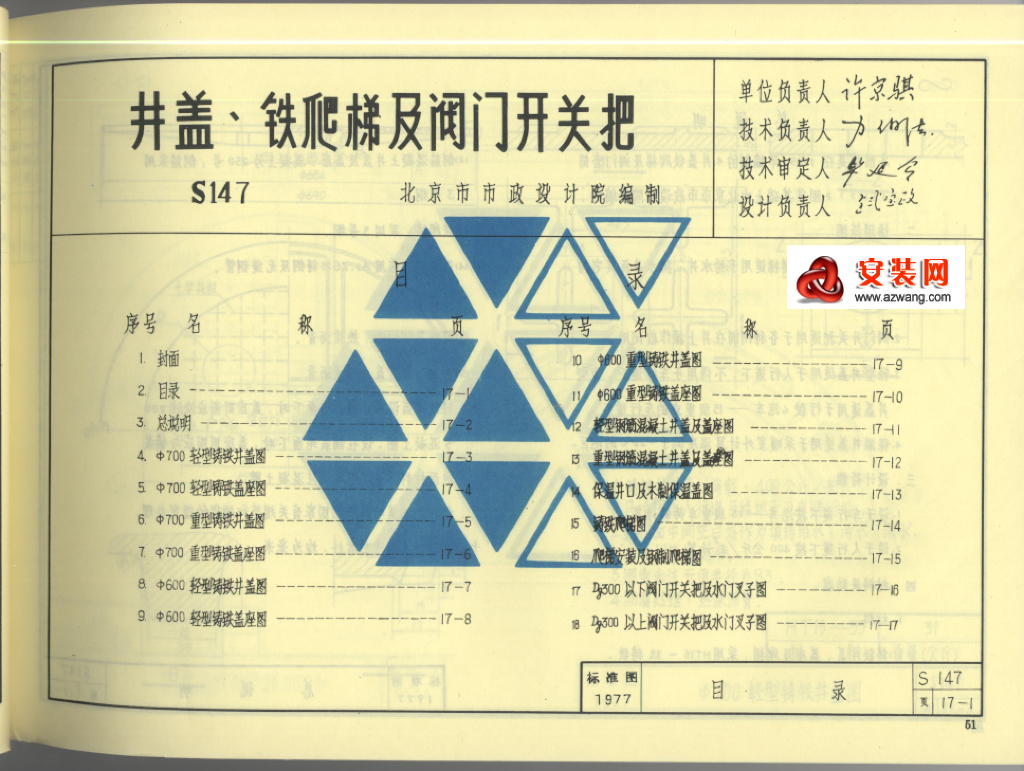 井盖、铁爬梯及阀门开关把
S147
北京市市政设计院编制
单位负责人 许京骐
技术负责人
技术审定人
设计负责人
安装网
www.azwang.com
目 录
序号 名 称 页
1. 封面
2. 目录 17-1
3. 总说明 17-2
4. Φ700 轻型铸铁井盖图 17-3
5. Φ700 轻型铸铁盖座图 17-4
6. Φ700 重型铸铁井盖图 17-5
7. Φ700 重型铸铁盖座图 17-6
8. Φ600 轻型铸铁井盖图 17-7
9. Φ600 轻型铸铁盖座图 17-8
序号 名 称 页
10 Φ600 重型铸铁井盖图 17-9
11 Φ600 重型铸铁盖座图 17-10
12 轻型钢筋混凝土井盖及盖座图 17-11
13 重型钢筋混凝土井盖及盖座图 17-12
14 保温井口及木制保温盖图 17-13
15 铸铁爬梯图 17-14
16 爬梯安装及钢制爬梯图 17-15
17 Dg300 以下阀门开关把及水门叉子图 17-16
18 Dg300 以上阀门开关把及水门叉子图 17-17
标准图
1977
目 录
S 147
页 17-1
51